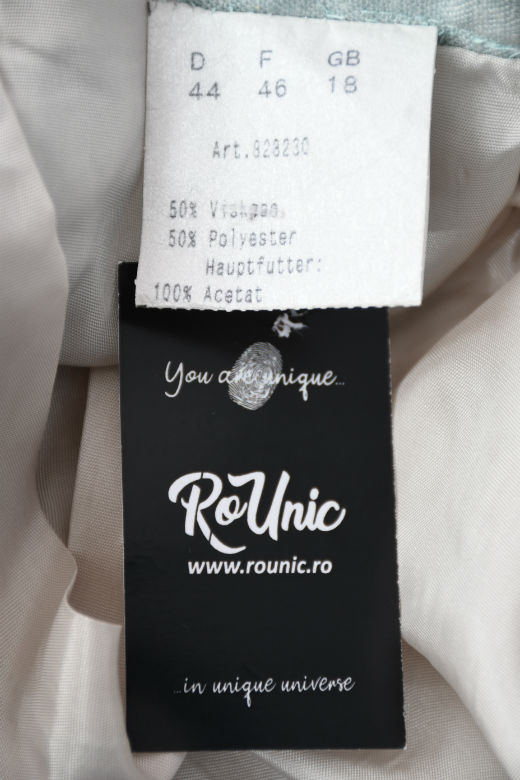 D F GB
44 46 18
Art.828230
50%
50% Polyester
Hauptfutter:
100% Acetat
You are unique...
RoUnic
www.rounic.ro
...in unique universe